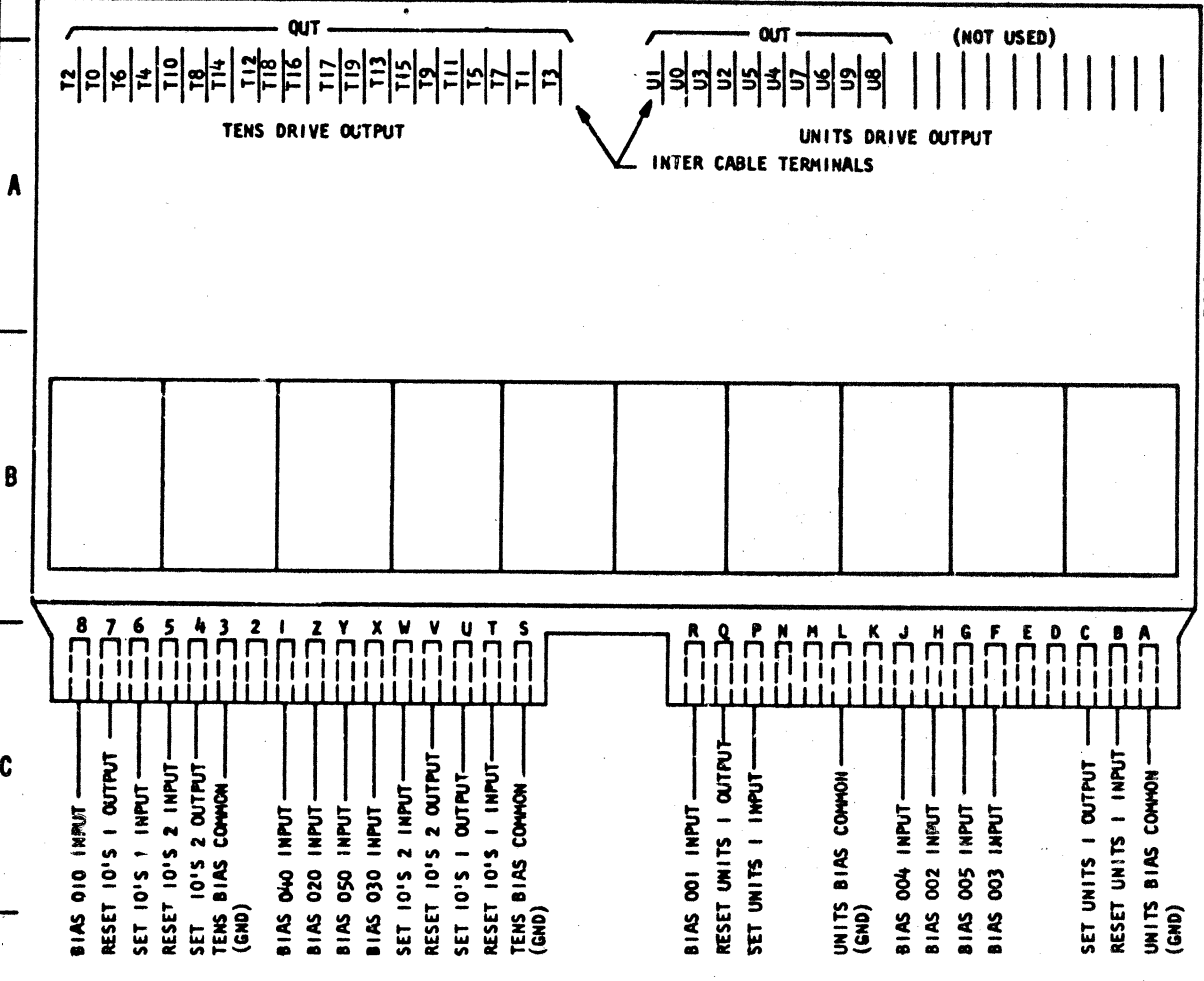 OUT OUT (NOT USED)
T2 T0 T6 T4 T10 T8 T14 T12 T18 T16 T17 T19 T13 T15 T9 T11 T5 T7 T1 T3 U1 U0 U3 U2 U5 U4 U7 U6 U9 U8
TENS DRIVE OUTPUT UNITS DRIVE OUTPUT
INTER CABLE TERMINALS
A
B
8 7 6 5 4 3 2 1 Z Y X W V U T S R Q P N M L K J H G F E D C B A
C
BIAS 010 INPUT
RESET 10'S 1 OUTPUT
SET 10'S 1 INPUT
RESET 10'S 2 INPUT
SET 10'S 2 OUTPUT
TENS BIAS COMMON
(GND)
BIAS 040 INPUT
BIAS 020 INPUT
BIAS 050 INPUT
BIAS 030 INPUT
SET 10'S 2 INPUT
RESET 10'S 2 OUTPUT
SET 10'S 1 OUTPUT
RESET 10'S 1 INPUT
TENS BIAS COMMON
(GND)
BIAS 001 INPUT
RESET UNITS 1 OUTPUT
SET UNITS 1 INPUT
UNITS BIAS COMMON
(GND)
BIAS 004 INPUT
BIAS 002 INPUT
BIAS 005 INPUT
BIAS 003 INPUT
SET UNITS 1 OUTPUT
RESET UNITS 1 INPUT
UNITS BIAS COMMON
(GND)